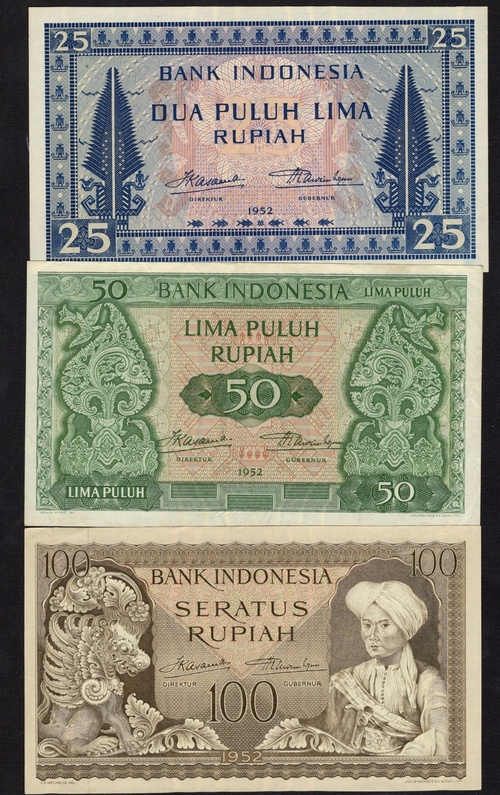 25 25
BANK INDONESIA
DUA PULUH LIMA
RUPIAH
DIREKTUR GUBERNUR
1952
25 25
50 BANK INDONESIA LIMA PULUH
LIMA PULUH
RUPIAH
50
DIREKTUR GUBERNUR
1952
LIMA PULUH 50
100 100
BANK INDONESIA
SERATUS
RUPIAH
DIREKTUR GUBERNUR
100
1952